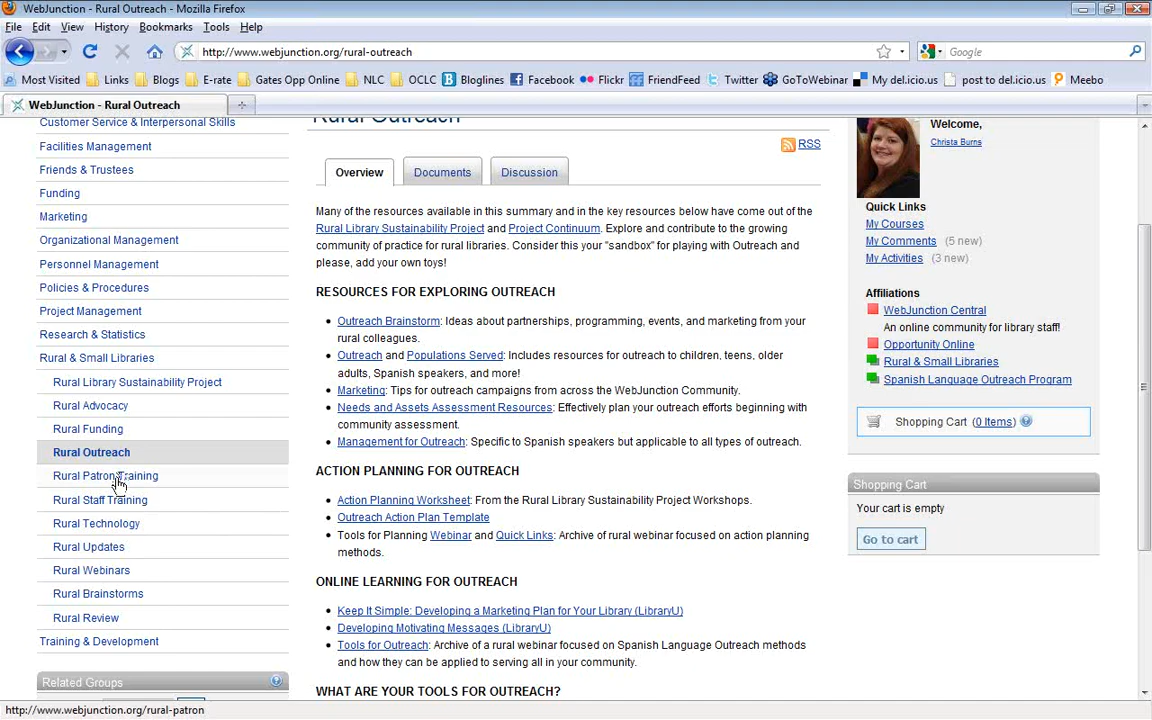 WebJunction - Rural Outreach - Mozilla Firefox
File Edit View History Bookmarks Tools Help
http://www.webjunction.org/rural-outreach
Google
Most Visited Links Blogs E-rate Gates Opp Online NLC OCLC Bloglines Facebook Flickr FriendFeed Twitter GoToWebinar My del.icio.us post to del.icio.us Meebo
WebJunction - Rural Outreach
Customer Service & Interpersonal Skills
Facilities Management
Friends & Trustees
Funding
Marketing
Organizational Management
Personnel Management
Policies & Procedures
Project Management
Research & Statistics
Rural & Small Libraries
Rural Library Sustainability Project
Rural Advocacy
Rural Funding
Rural Outreach
Rural Patron Training
Rural Staff Training
Rural Technology
Rural Updates
Rural Webinars
Rural Brainstorms
Rural Review
Training & Development
Related Groups
Rural Outreach
RSS
Overview Documents Discussion
Many of the resources available in this summary and in the key resources below have come out of the
Rural Library Sustainability Project and Project Continuum. Explore and contribute to the growing
community of practice for rural libraries. Consider this your "sandbox" for playing with Outreach and
please, add your own toys!
RESOURCES FOR EXPLORING OUTREACH
Outreach Brainstorm: Ideas about partnerships, programming, events, and marketing from your
rural colleagues.
Outreach and Populations Served: Includes resources for outreach to children, teens, older
adults, Spanish speakers, and more!
Marketing: Tips for outreach campaigns from across the WebJunction Community.
Needs and Assets Assessment Resources: Effectively plan your outreach efforts beginning with
community assessment.
Management for Outreach: Specific to Spanish speakers but applicable to all types of outreach.
ACTION PLANNING FOR OUTREACH
Action Planning Worksheet: From the Rural Library Sustainability Project Workshops.
Outreach Action Plan Template
Tools for Planning Webinar and Quick Links: Archive of rural webinar focused on action planning
methods.
ONLINE LEARNING FOR OUTREACH
Keep It Simple: Developing a Marketing Plan for Your Library (LibraryU)
Developing Motivating Messages (LibraryU)
Tools for Outreach: Archive of a rural webinar focused on Spanish Language Outreach methods
and how they can be applied to serving all in your community.
WHAT ARE YOUR TOOLS FOR OUTREACH?
Welcome,
Christa Burns
Quick Links
My Courses
My Comments (5 new)
My Activities (3 new)
Affiliations
WebJunction Central
An online community for library staff!
Opportunity Online
Rural & Small Libraries
Spanish Language Outreach Program
Shopping Cart (0 Items)
Shopping Cart
Your cart is empty
Go to cart
http://www.webjunction.org/rural-patron